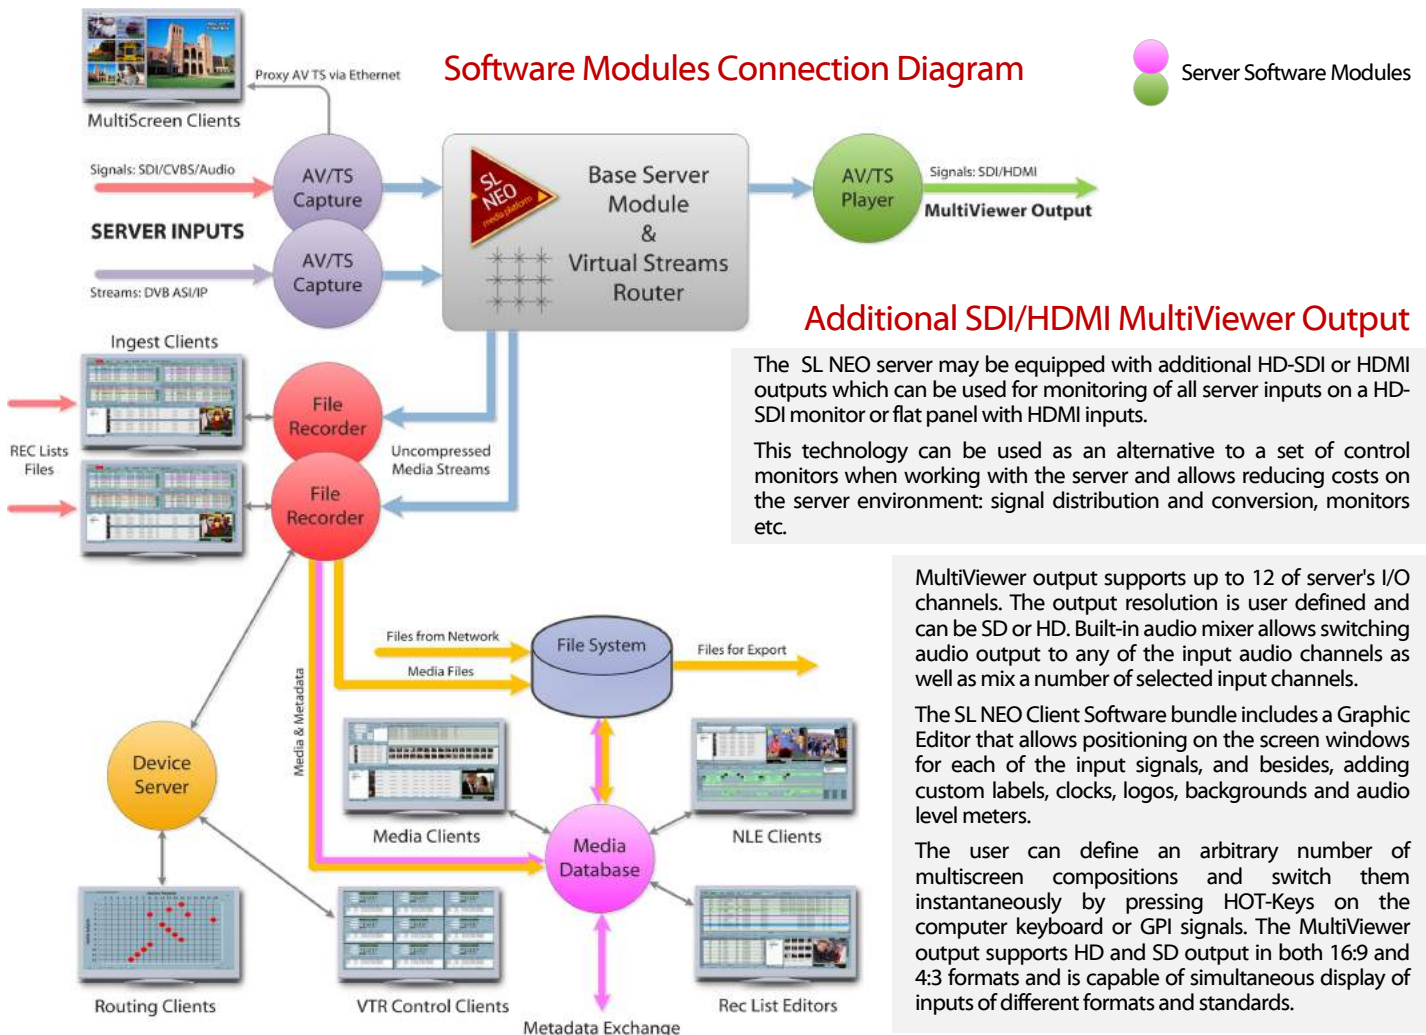 Software Modules Connection Diagram
Server Software Modules
Proxy AV TS via Ethernet
MultiScreen Clients
Signals: SDI/CVBS/Audio
AV/TS
Capture
SERVER INPUTS
AV/TS
Capture
Streams: DVB ASI/IP
SL
NEO
media platform
Base Server
Module
&
Virtual Streams
Router
AV/TS
Player
Signals: SDI/HDMI
MultiViewer Output
Ingest Clients
REC Lists
Files
File
Recorder
File
Recorder
Uncompressed
Media Streams
Additional SDI/HDMI MultiViewer Output
The SL NEO server may be equipped with additional HD-SDI or HDMI
outputs which can be used for monitoring of all server inputs on a HD-
SDI monitor or flat panel with HDMI inputs.
This technology can be used as an alternative to a set of control
monitors when working with the server and allows reducing costs on
the server environment: signal distribution and conversion, monitors
etc.
MultiViewer output supports up to 12 of server's I/O
channels. The output resolution is user defined and
can be SD or HD. Built-in audio mixer allows switching
audio output to any of the input audio channels as
well as mix a number of selected input channels.
The SL NEO Client Software bundle includes a Graphic
Editor that allows positioning on the screen windows
for each of the input signals, and besides, adding
custom labels, clocks, logos, backgrounds and audio
level meters.
The user can define an arbitrary number of
multiscreen compositions and switch them
instantaneously by pressing HOT-Keys on the
computer keyboard or GPI signals. The MultiViewer
output supports HD and SD output in both 16:9 and
4:3 formats and is capable of simultaneous display of
inputs of different formats and standards.
Files from Network
Media Files
File System
Files for Export
Media & Metadata
Device
Server
Media Clients
Media
Database
NLE Clients
Routing Clients
VTR Control Clients
Rec List Editors
Metadata Exchange